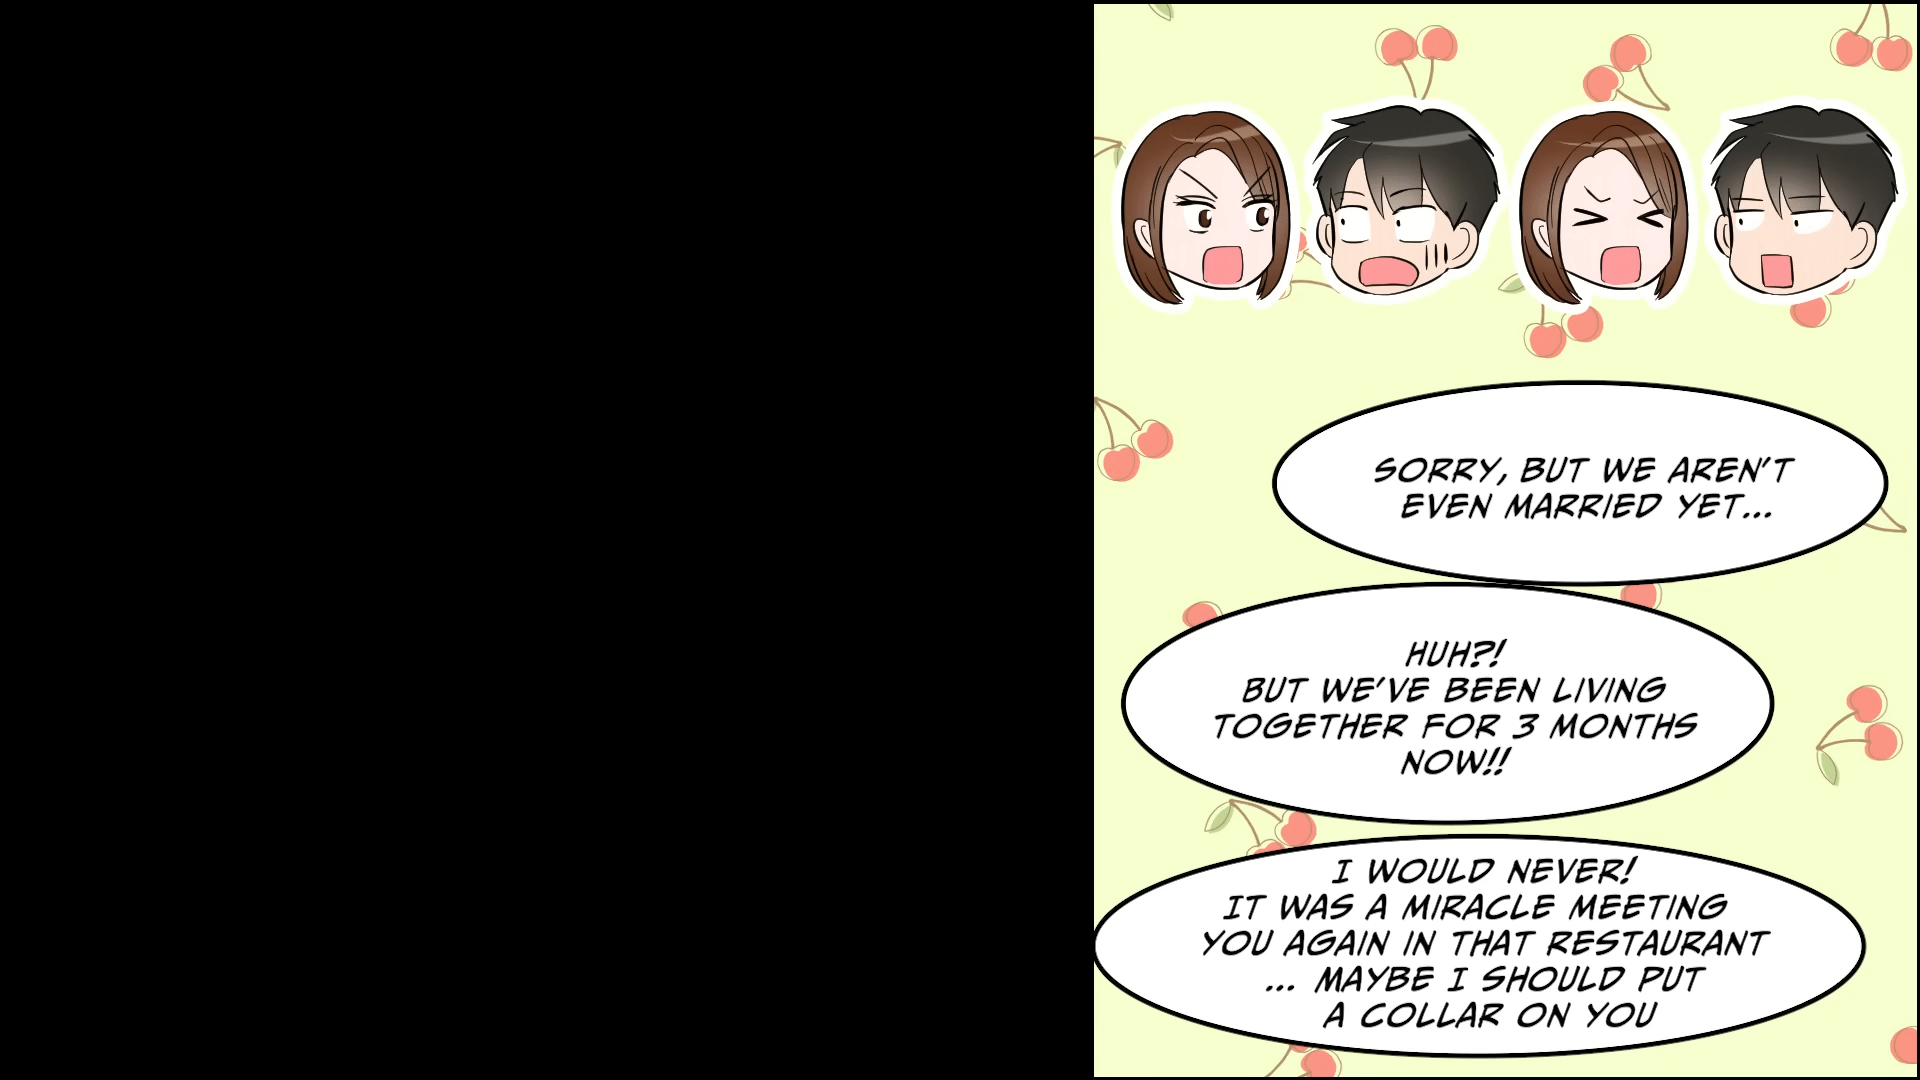 SORRY, BUT WE AREN'T
EVEN MARRIED YET...
HUH?!
BUT WE'VE BEEN LIVING
TOGETHER FOR 3 MONTHS
NOW!!
I WOULD NEVER!
IT WAS A MIRACLE MEETING
YOU AGAIN IN THAT RESTAURANT
... MAYBE I SHOULD PUT
A COLLAR ON YOU